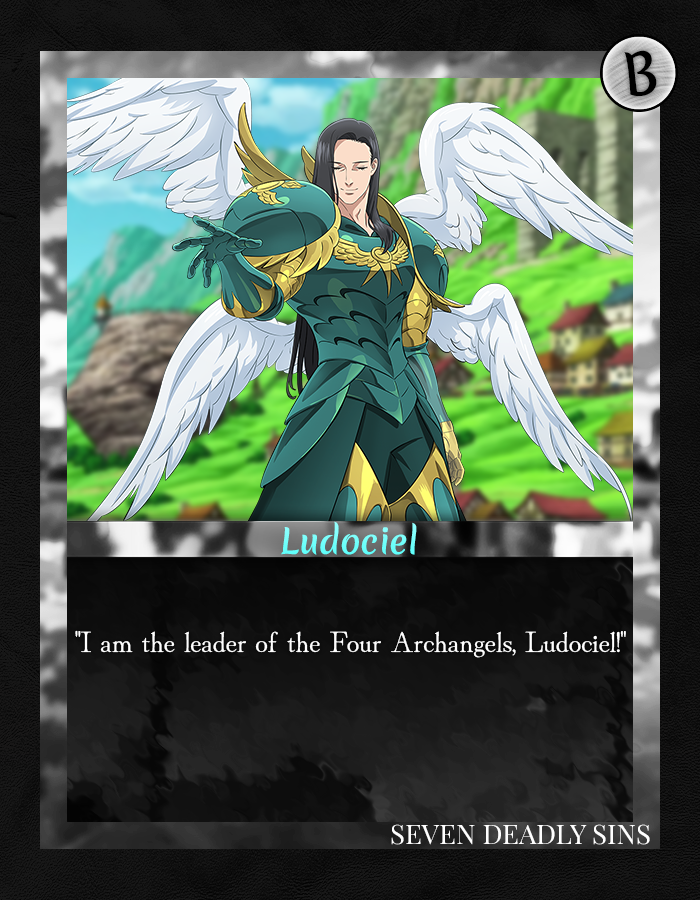 B
Ludociel
"I am the leader of the Four Archangels, Ludociel!"
SEVEN DEADLY SINS